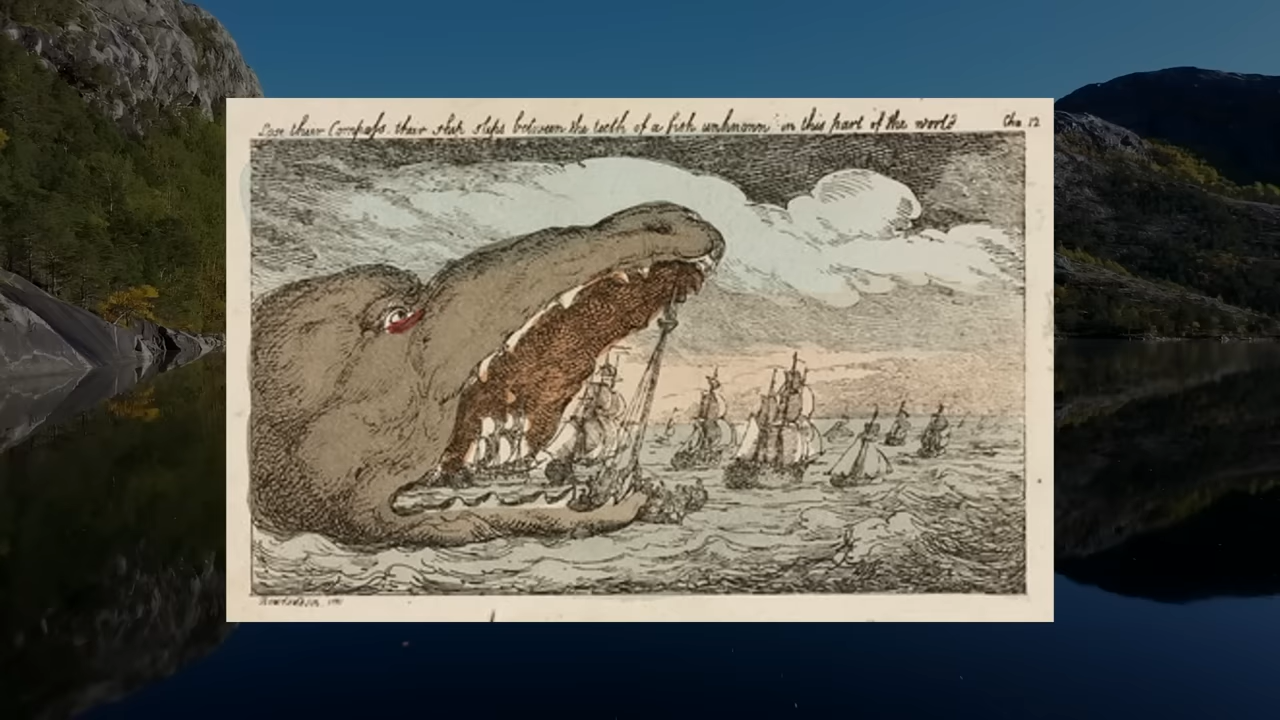 Lose their Compass, their ship slips between the teeth of a fish unknown in this part of the world
Cha 12
Rowlandson